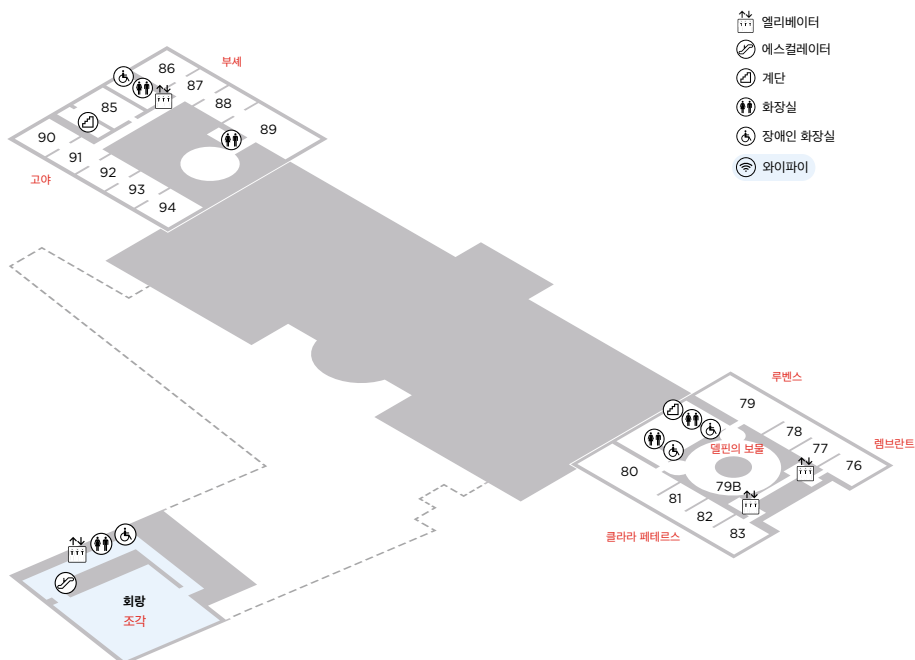 엘리베이터
에스컬레이터
계단
화장실
장애인 화장실
와이파이
부셰
86
87
88
89
85
90
91
92
93
94
고야
루벤스
79
78
77
76
렘브란트
델핀의 보물
79B
80
81
82
83
클라라 페테르스
회랑
조각